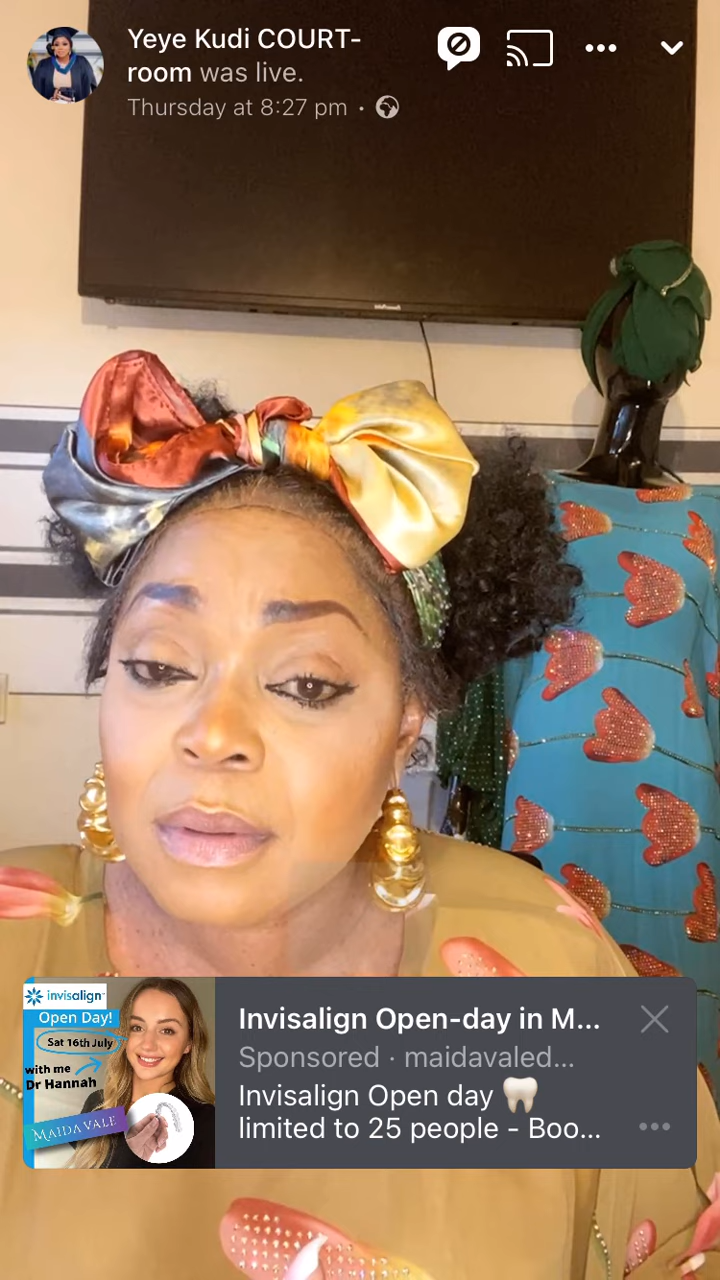 Yeye Kudi COURT-
room was live.
Thursday at 8:27 pm ·
invisalign
Open Day!
Sat 16th July
with me
Dr Hannah
MAIDA VALE
Invisalign Open-day in M...
Sponsored · maidavaled...
Invisalign Open day 🦷
limited to 25 people - Boo...